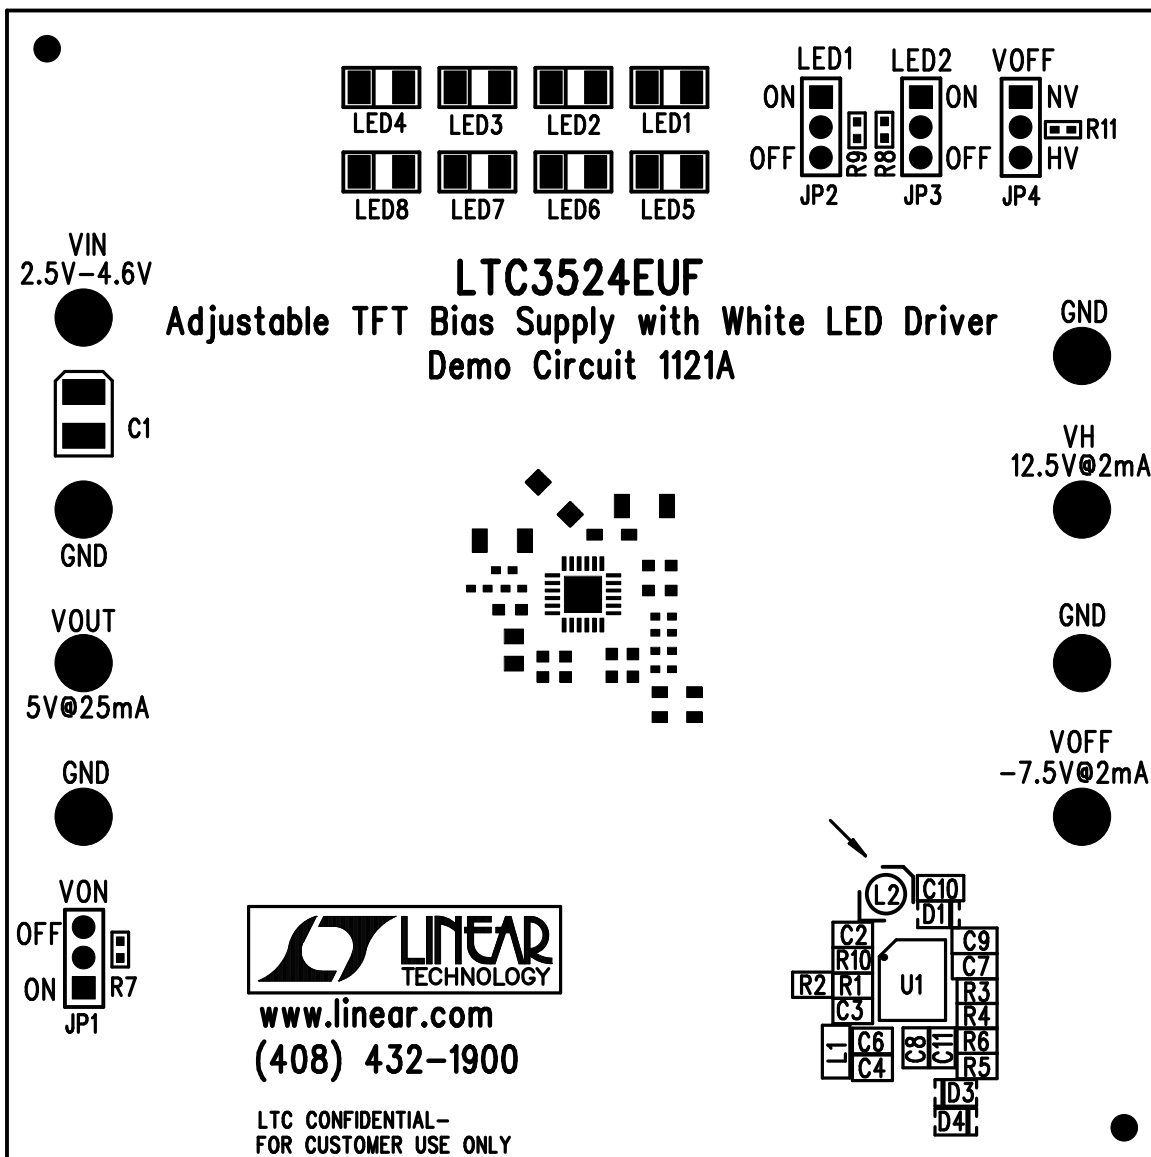 LED1 LED2 VOFF
ON ON NV
R9 R8 R11
OFF OFF HV
JP2 JP3 JP4
LED4 LED3 LED2 LED1
LED8 LED7 LED6 LED5
VIN
2.5V-4.6V
LTC3524EUF
Adjustable TFT Bias Supply with White LED Driver
Demo Circuit 1121A
C1
GND
VOUT
5V@25mA
GND
GND
VH
12.5V@2mA
GND
VOFF
-7.5V@2mA
VON
OFF
ON
R7
JP1
LINEAR
TECHNOLOGY
www.linear.com
(408) 432-1900
LTC CONFIDENTIAL-
FOR CUSTOMER USE ONLY
L2 C10
D1
C2 C9
R10 C7
R2 R1 U1 R3
C3 R4
L1 C6 C8 C11 R6
C4 R5
D3
D4